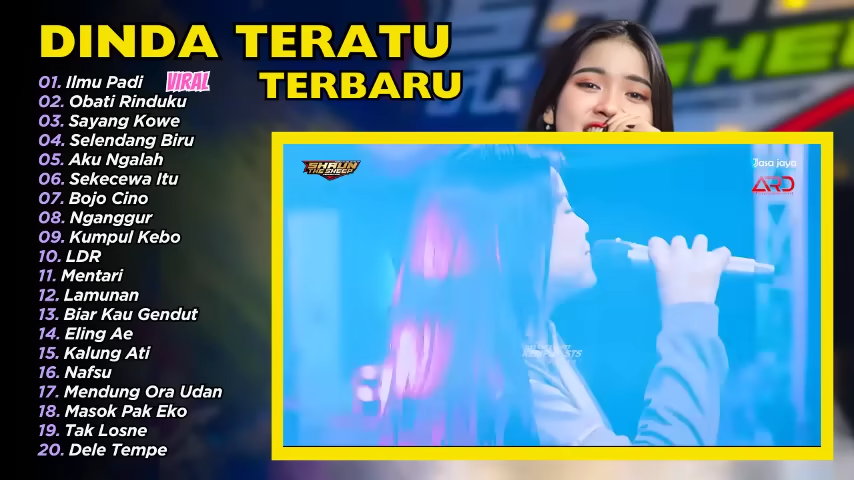 DINDA TERATU
TERBARU
01. Ilmu Padi VIRAL
02. Obati Rinduku
03. Sayang Kowe
04. Selendang Biru
05. Aku Ngalah
06. Sekecewa Itu
07. Bojo Cino
08. Nganggur
09. Kumpul Kebo
10. LDR
11. Mentari
12. Lamunan
13. Biar Kau Gendut
14. Eling Ae
15. Kalung Ati
16. Nafsu
17. Mendung Ora Udan
18. Masok Pak Eko
19. Tak Losne
20. Dele Tempe
SHAUN
THE SHEEP
Jasa jaya
ARD